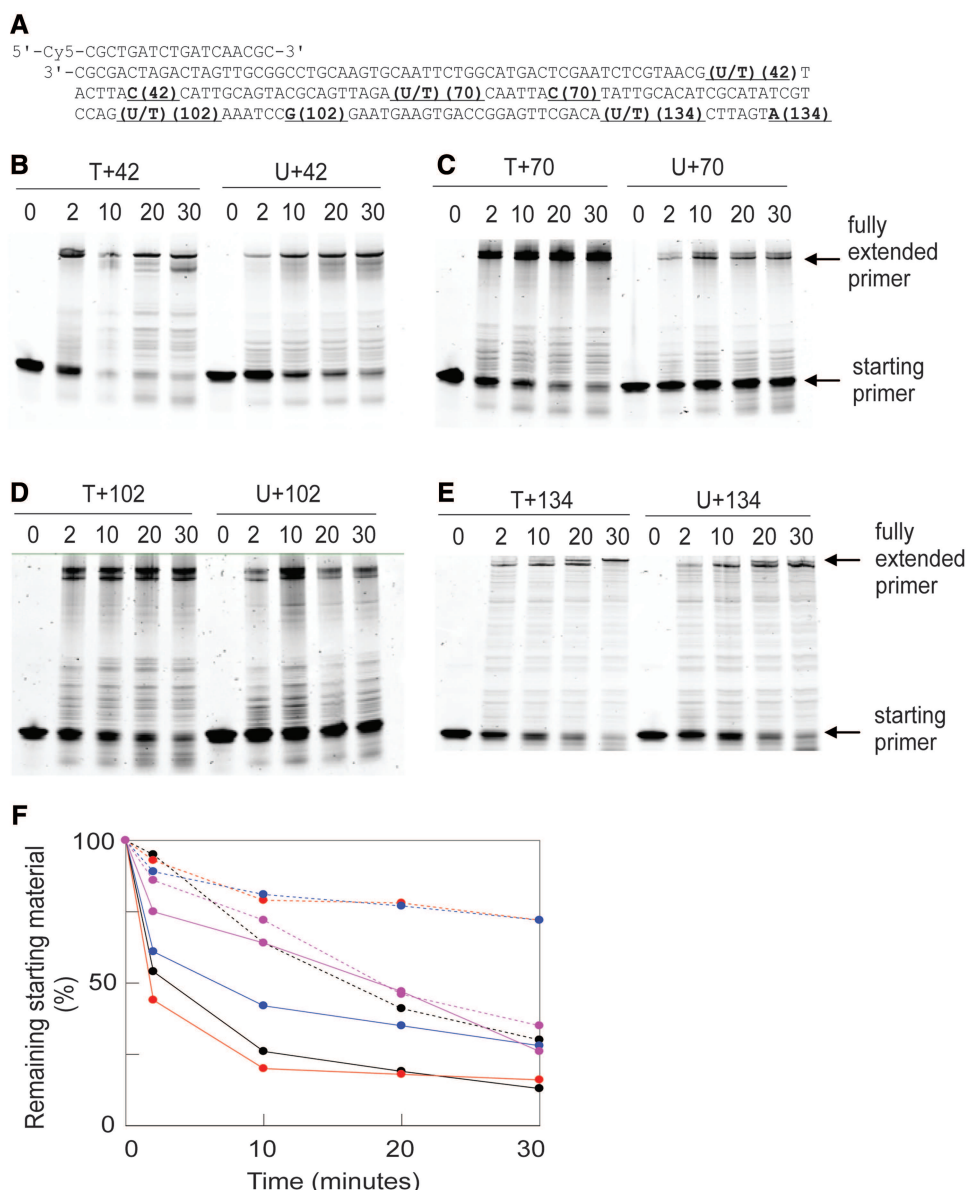 A
5'-Cy5-CGCTGATCTGATCAACGC-3'
3'-CGCGACTAGACTAGTTGCGGCCTGCAAGTGCAATTCTGGCATGACTCGAATCTCGTAACG(U/T)(42)T
ACTTAC(42)CATTGCAGTACGCAGTTAGA(U/T)(70)CAATTAC(70)TATTGCACATCGCATATCGT
CCAG(U/T)(102)AAATCCG(102)GAATGAAGTGACCGGAGTTCGACA(U/T)(134)CTTAGTA(134)
B
T+42 U+42
0 2 10 20 30 0 2 10 20 30
C
T+70 U+70
0 2 10 20 30 0 2 10 20 30
fully
extended
primer
starting
primer
D
T+102 U+102
0 2 10 20 30 0 2 10 20 30
E
T+134 U+134
0 2 10 20 30 0 2 10 20 30
fully
extended
primer
starting
primer
F
Remaining starting material
(%)
100
50
0
0 10 20 30
Time (minutes)